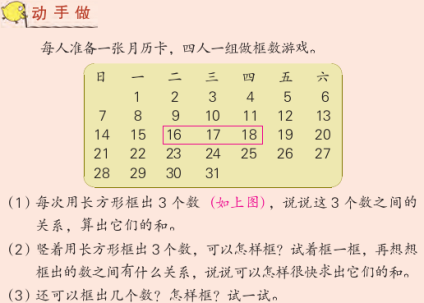 动手做
每人准备一张月历卡，四人一组做框数游戏。
日 一 二 三 四 五 六
1 2 3 4 5 6
7 8 9 10 11 12 13
14 15 16 17 18 19 20
21 22 23 24 25 26 27
28 29 30 31
(1) 每次用长方形框出3个数（如上图），说说这3个数之间的
关系，算出它们的和。
(2) 竖着用长方形框出3个数，可以怎样框？试着框一框，再想想
框出的数之间有什么关系，说说可以怎样很快求出它们的和。
(3) 还可以框出几个数？怎样框？试一试。